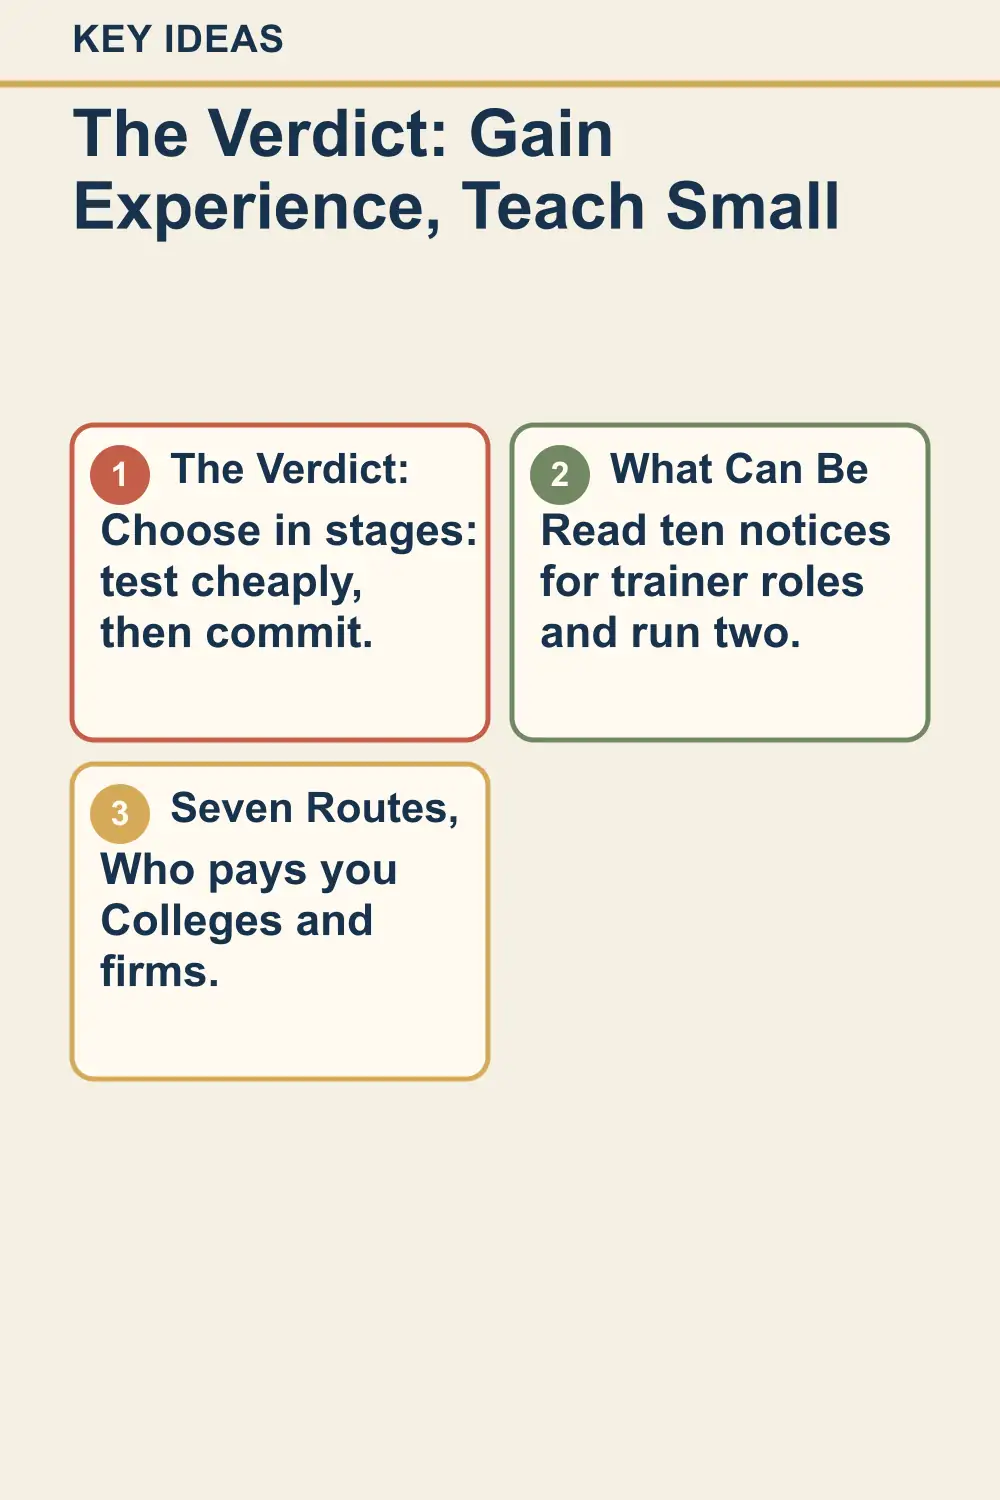 KEY IDEAS
The Verdict: Gain
Experience, Teach Small
1 The Verdict:
Choose in stages:
test cheaply,
then commit.
2 What Can Be
Read ten notices
for trainer roles
and run two.
3 Seven Routes,
Who pays you
Colleges and
firms.